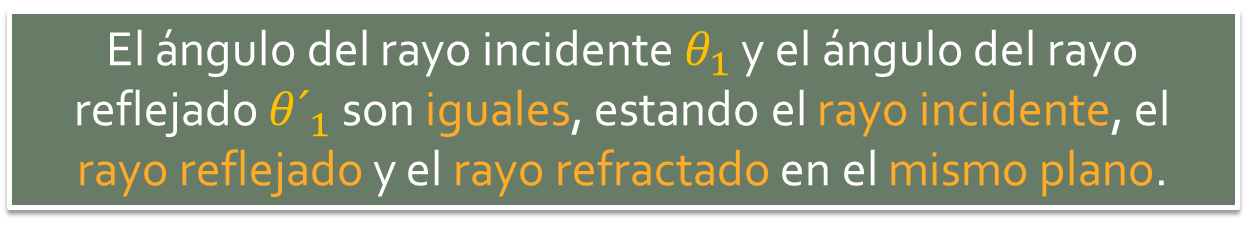 El ángulo del rayo incidente θ₁ y el ángulo del rayo
reflejado θ´₁ son iguales, estando el rayo incidente, el
rayo reflejado y el rayo refractado en el mismo plano.